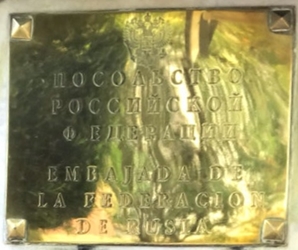 ПОСОЛЬСТВО
РОССИЙСКОЙ
ФЕДЕРАЦИИ
EMBAJADA DE
LA FEDERACION
DE RUSIA